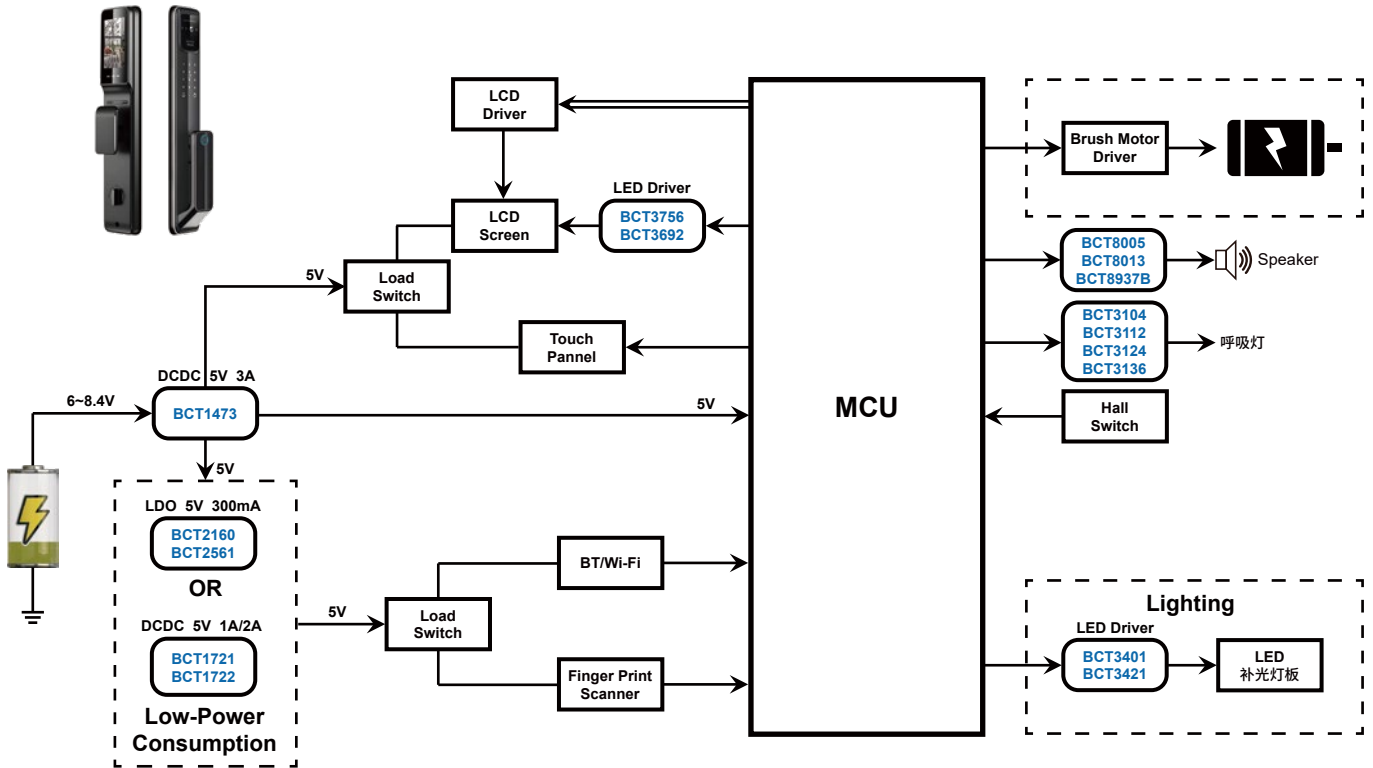 LCD
Driver
LED Driver
LCD
Screen
BCT3756
BCT3692
5V
Load
Switch
Touch
Pannel
DCDC 5V 3A
6~8.4V
BCT1473
5V
5V
LDO 5V 300mA
BCT2160
BCT2561
OR
DCDC 5V 1A/2A
BCT1721
BCT1722
Low-Power
Consumption
5V
Load
Switch
BT/Wi-Fi
Finger Print
Scanner
MCU
Brush Motor
Driver
BCT8005
BCT8013
BCT8937B
Speaker
BCT3104
BCT3112
BCT3124
BCT3136
呼吸灯
Hall
Switch
Lighting
LED Driver
BCT3401
BCT3421
LED
补光灯板